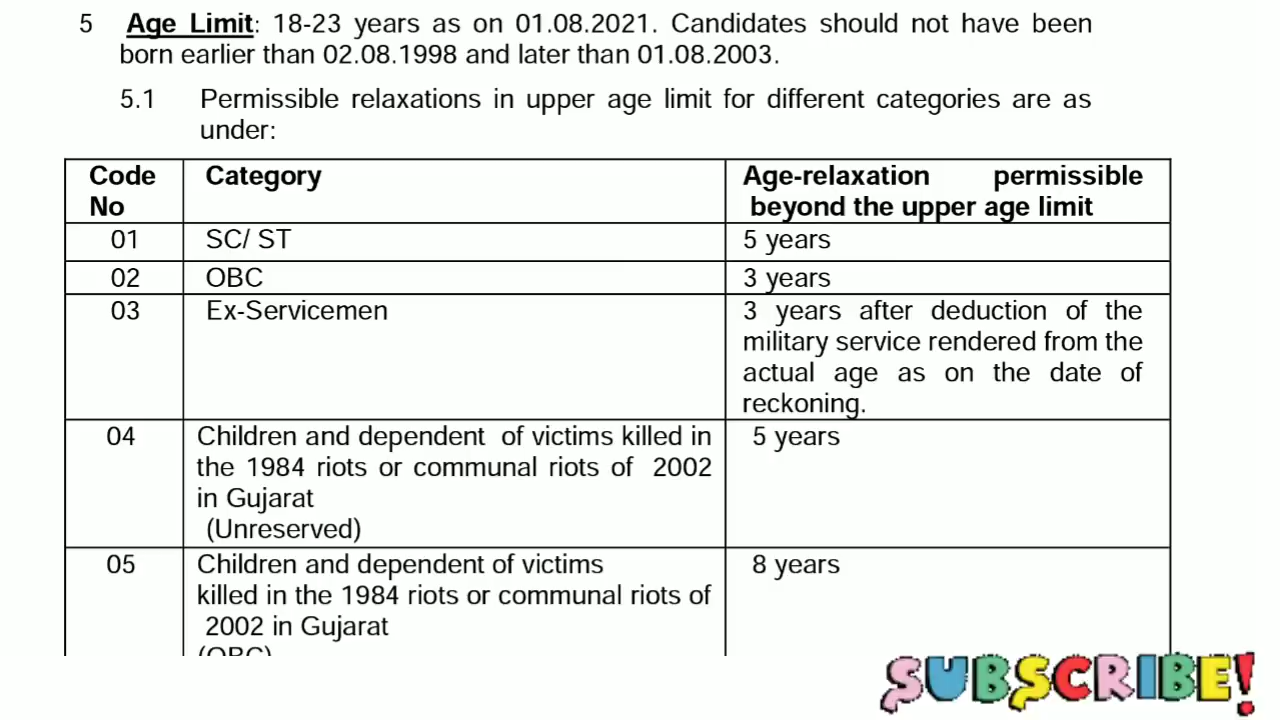 5 Age Limit: 18-23 years as on 01.08.2021. Candidates should not have been
born earlier than 02.08.1998 and later than 01.08.2003.
5.1 Permissible relaxations in upper age limit for different categories are as
under:
Code No Category Age-relaxation permissible beyond the upper age limit
01 SC/ ST 5 years
02 OBC 3 years
03 Ex-Servicemen 3 years after deduction of the
military service rendered from the
actual age as on the date of
reckoning.
04 Children and dependent of victims killed in 5 years
the 1984 riots or communal riots of 2002
in Gujarat
(Unreserved)
05 Children and dependent of victims 8 years
killed in the 1984 riots or communal riots of
2002 in Gujarat
(OBC)
SUBSCRIBE!